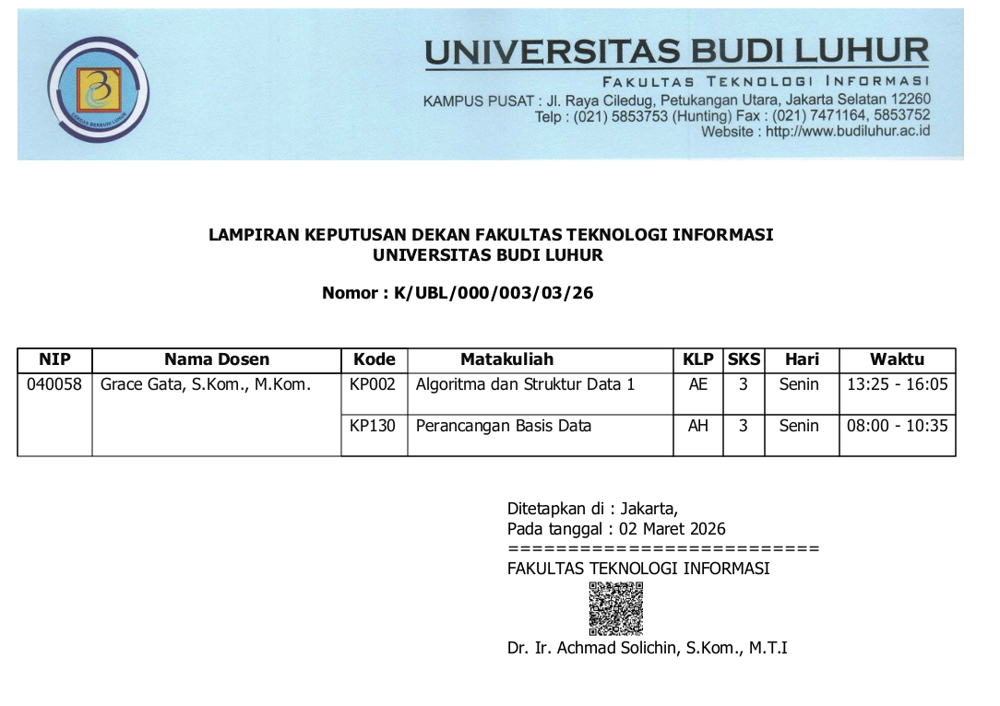 UNIVERSITAS BUDI LUHUR
FAKULTAS TEKNOLOGI INFORMASI
KAMPUS PUSAT : Jl. Raya Ciledug, Petukangan Utara, Jakarta Selatan 12260
Telp : (021) 5853753 (Hunting) Fax : (021) 7471164, 5853752
Website : http://www.budiluhur.ac.id
CERDAS BERBUDI LUHUR
LAMPIRAN KEPUTUSAN DEKAN FAKULTAS TEKNOLOGI INFORMASI
UNIVERSITAS BUDI LUHUR
Nomor : K/UBL/000/003/03/26
NIP Nama Dosen Kode Matakuliah KLP SKS Hari Waktu
040058 Grace Gata, S.Kom., M.Kom. KP002 Algoritma dan Struktur Data 1 AE 3 Senin 13:25 - 16:05
KP130 Perancangan Basis Data AH 3 Senin 08:00 - 10:35
Ditetapkan di : Jakarta,
Pada tanggal : 02 Maret 2026
==========================
FAKULTAS TEKNOLOGI INFORMASI
Dr. Ir. Achmad Solichin, S.Kom., M.T.I